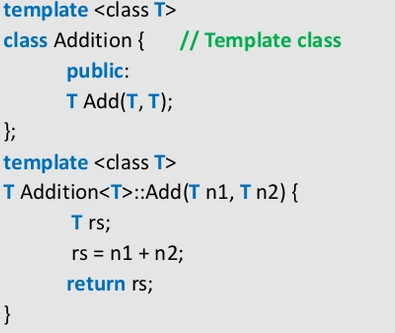 template <class T>
class Addition { // Template class
public:
T Add(T, T);
};
template <class T>
T Addition<T>::Add(T n1, T n2) {
T rs;
rs = n1 + n2;
return rs;
}